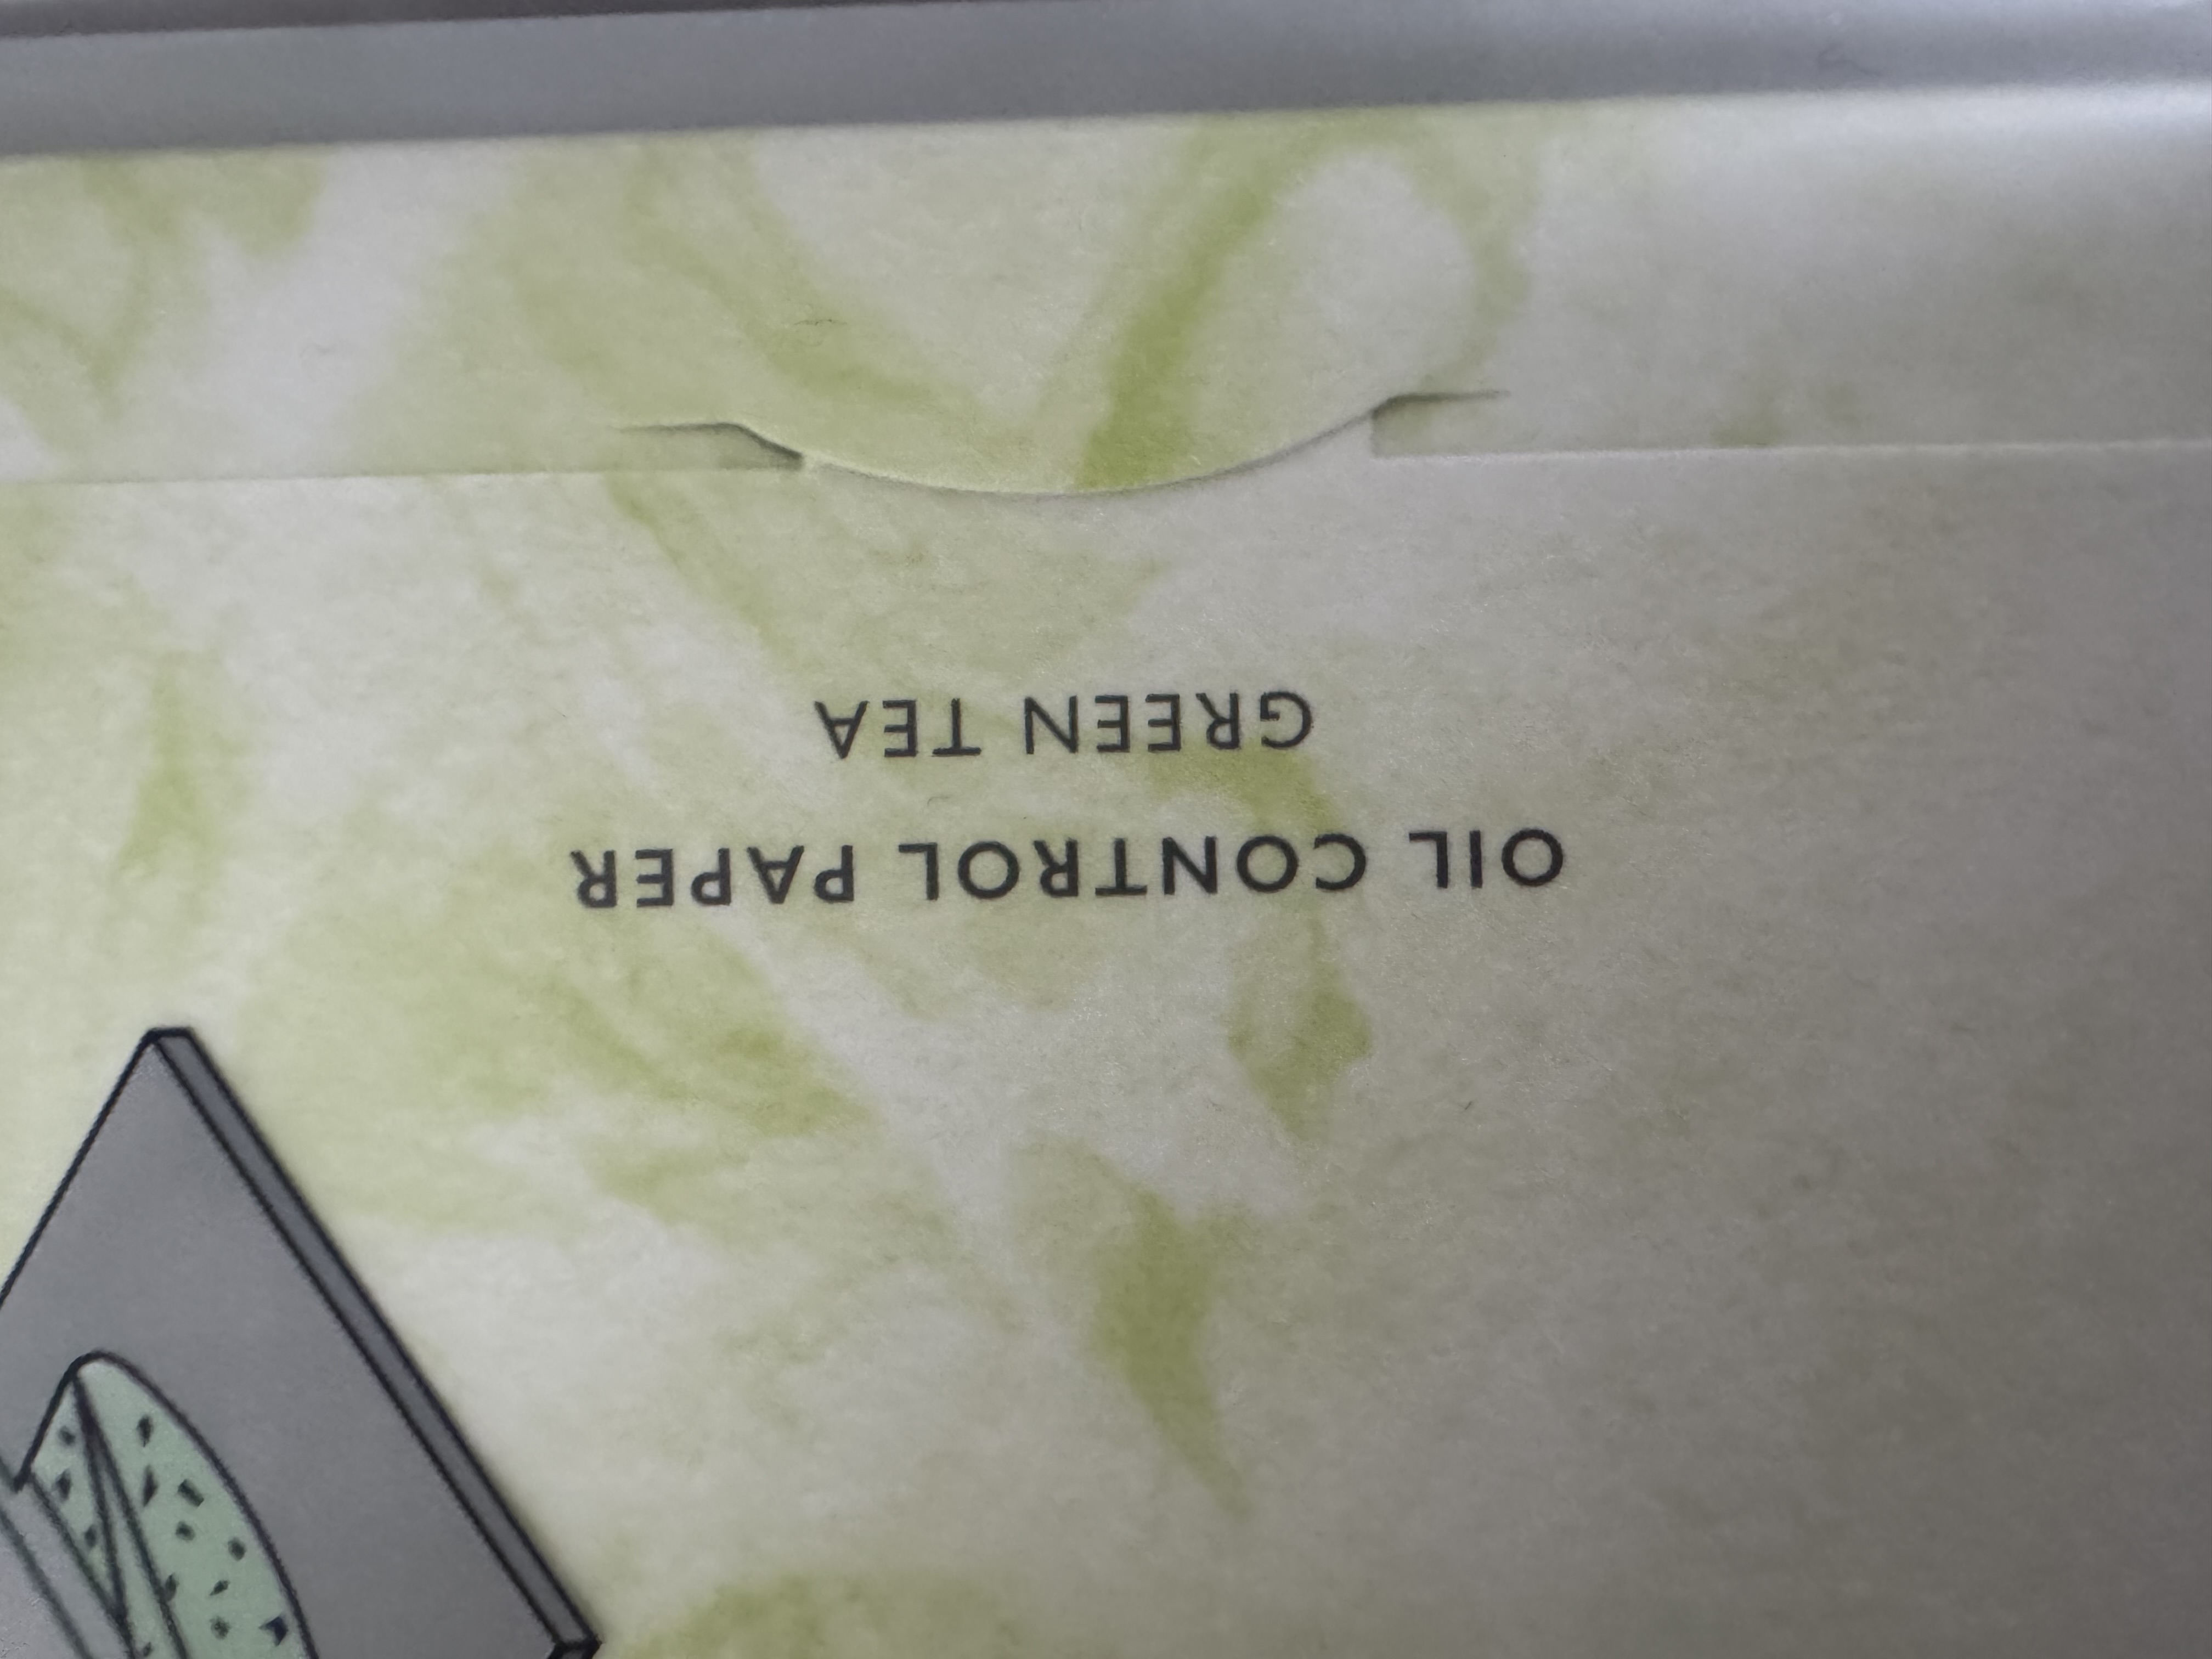 OIL CONTROL PAPER
GREEN TEA